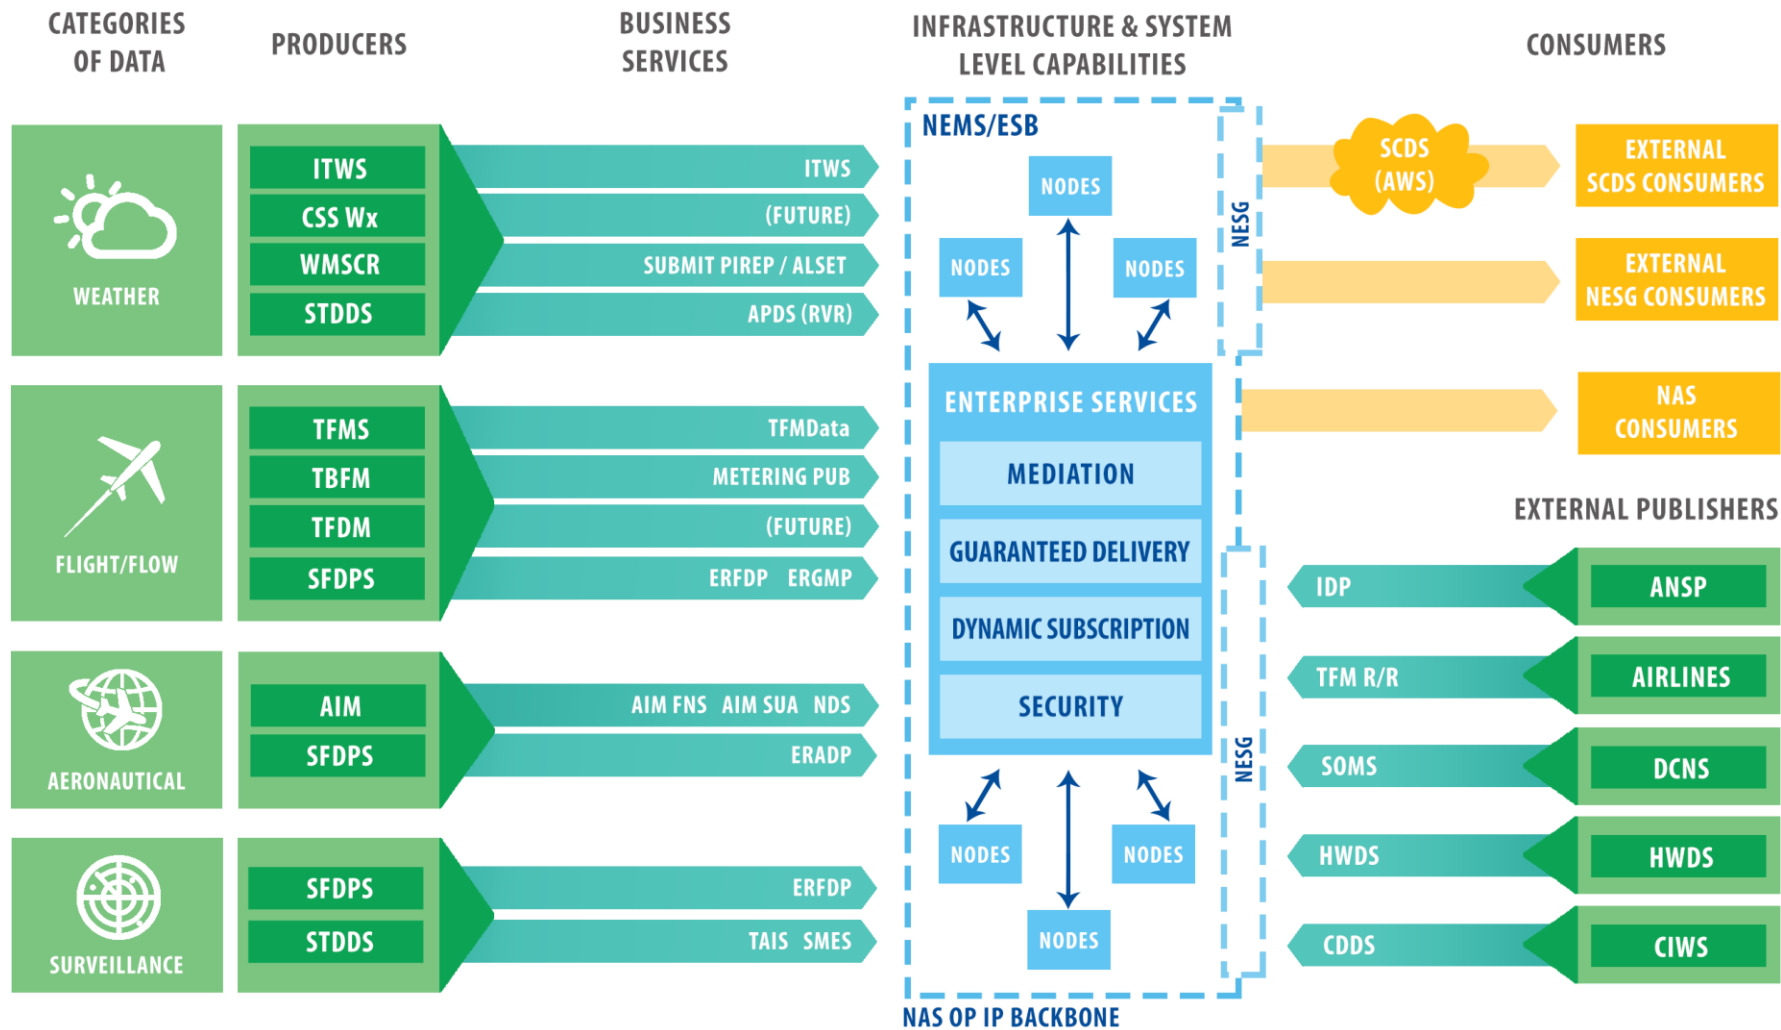 CATEGORIES
OF DATA
PRODUCERS
BUSINESS
SERVICES
INFRASTRUCTURE & SYSTEM
LEVEL CAPABILITIES
CONSUMERS
WEATHER
ITWS
CSS Wx
WMSCR
STDDS
ITWS
(FUTURE)
SUBMIT PIREP / ALSET
APDS (RVR)
FLIGHT/FLOW
TFMS
TBFM
TFDM
SFDPS
TFMData
METERING PUB
(FUTURE)
ERFDP ERGMP
AERONAUTICAL
AIM
SFDPS
AIM FNS AIM SUA NDS
ERADP
SURVEILLANCE
SFDPS
STDDS
ERFDP
TAIS SMES
NEMS/ESB
NODES
NODES
NODES
ENTERPRISE SERVICES
MEDIATION
GUARANTEED DELIVERY
DYNAMIC SUBSCRIPTION
SECURITY
NODES
NODES
NODES
NAS OP IP BACKBONE
NESG
NESG
SCDS
(AWS)
EXTERNAL
SCDS CONSUMERS
EXTERNAL
NESG CONSUMERS
NAS
CONSUMERS
EXTERNAL PUBLISHERS
IDP
ANSP
TFM R/R
AIRLINES
SOMS
DCNS
HWDS
HWDS
CDDS
CIWS